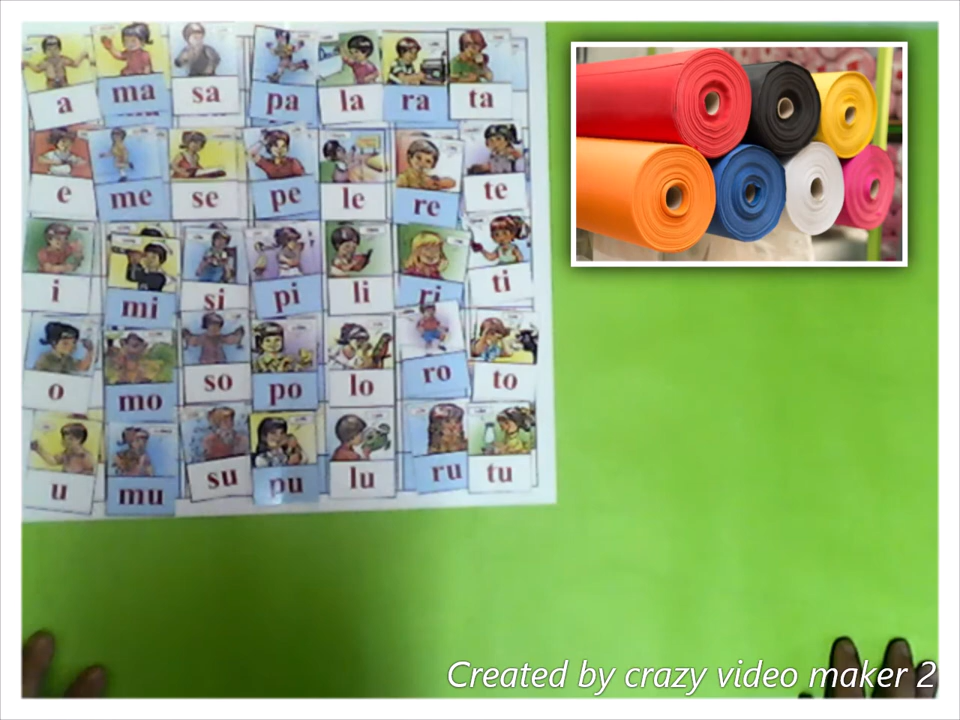 a ma sa pa la ra ta
e me se pe le re te
i mi si pi li ri ti
o mo so po lo ro to
u mu su pu lu ru tu
Created by crazy video maker 2